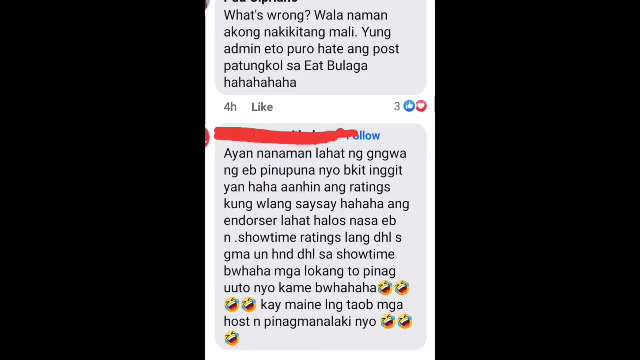 What's wrong? Wala naman
akong nakikitang mali. Yung
admin eto puro hate ang post
patungkol sa Eat Bulaga
hahahahaha
4h Like 3
Follow
Ayan nanaman lahat ng gngwa
ng eb pinupuna nyo bkit inggit
yan haha aanhin ang ratings
kung wlang saysay hahaha ang
endorser lahat halos nasa eb
n .showtime ratings lang dhl s
gma un hnd dhl sa showtime
bwhaha mga lokang to pinag
uuto nyo kame bwhahaha🤣🤣
🤣🤣 kay maine lng taob mga
host n pinagmanalaki nyo 🤣🤣
🤣